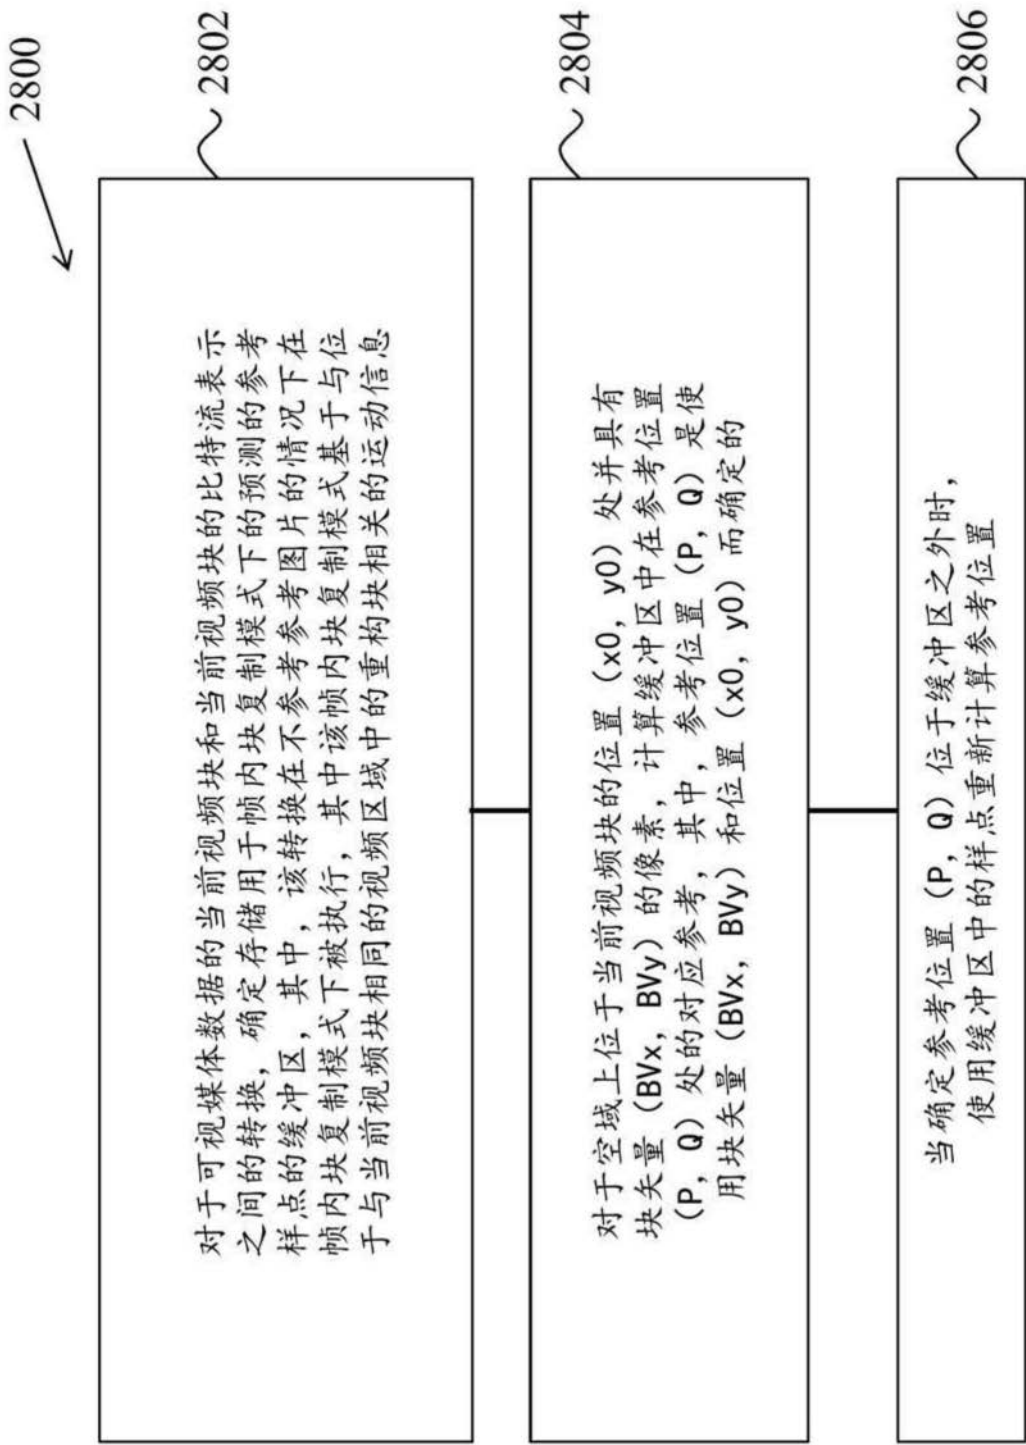 2800
2802
对于可视媒体数据的当前视频块和当前视频块的比特流表示
之间的转换，确定存储用于帧内块复制模式下的预测的参考
样点的缓冲区，其中，该转换在不参考参考图片的情况下在
帧内块复制模式下被执行，其中该帧内块复制模式基于与位
于与当前视频块相同的视频区域中的重构块相关的运动信息
2804
对于空域上位于当前视频块的位置（x0，y0）处并具有
块矢量（BVx，BVy）的像素，计算缓冲区中在参考位置
（P，Q）处的对应参考，其中，参考位置（P，Q）是使
用块矢量（BVx，BVy）和位置（x0，y0）而确定的
2806
当确定参考位置（P，Q）位于缓冲区之外时，
使用缓冲区中的样点重新计算参考位置